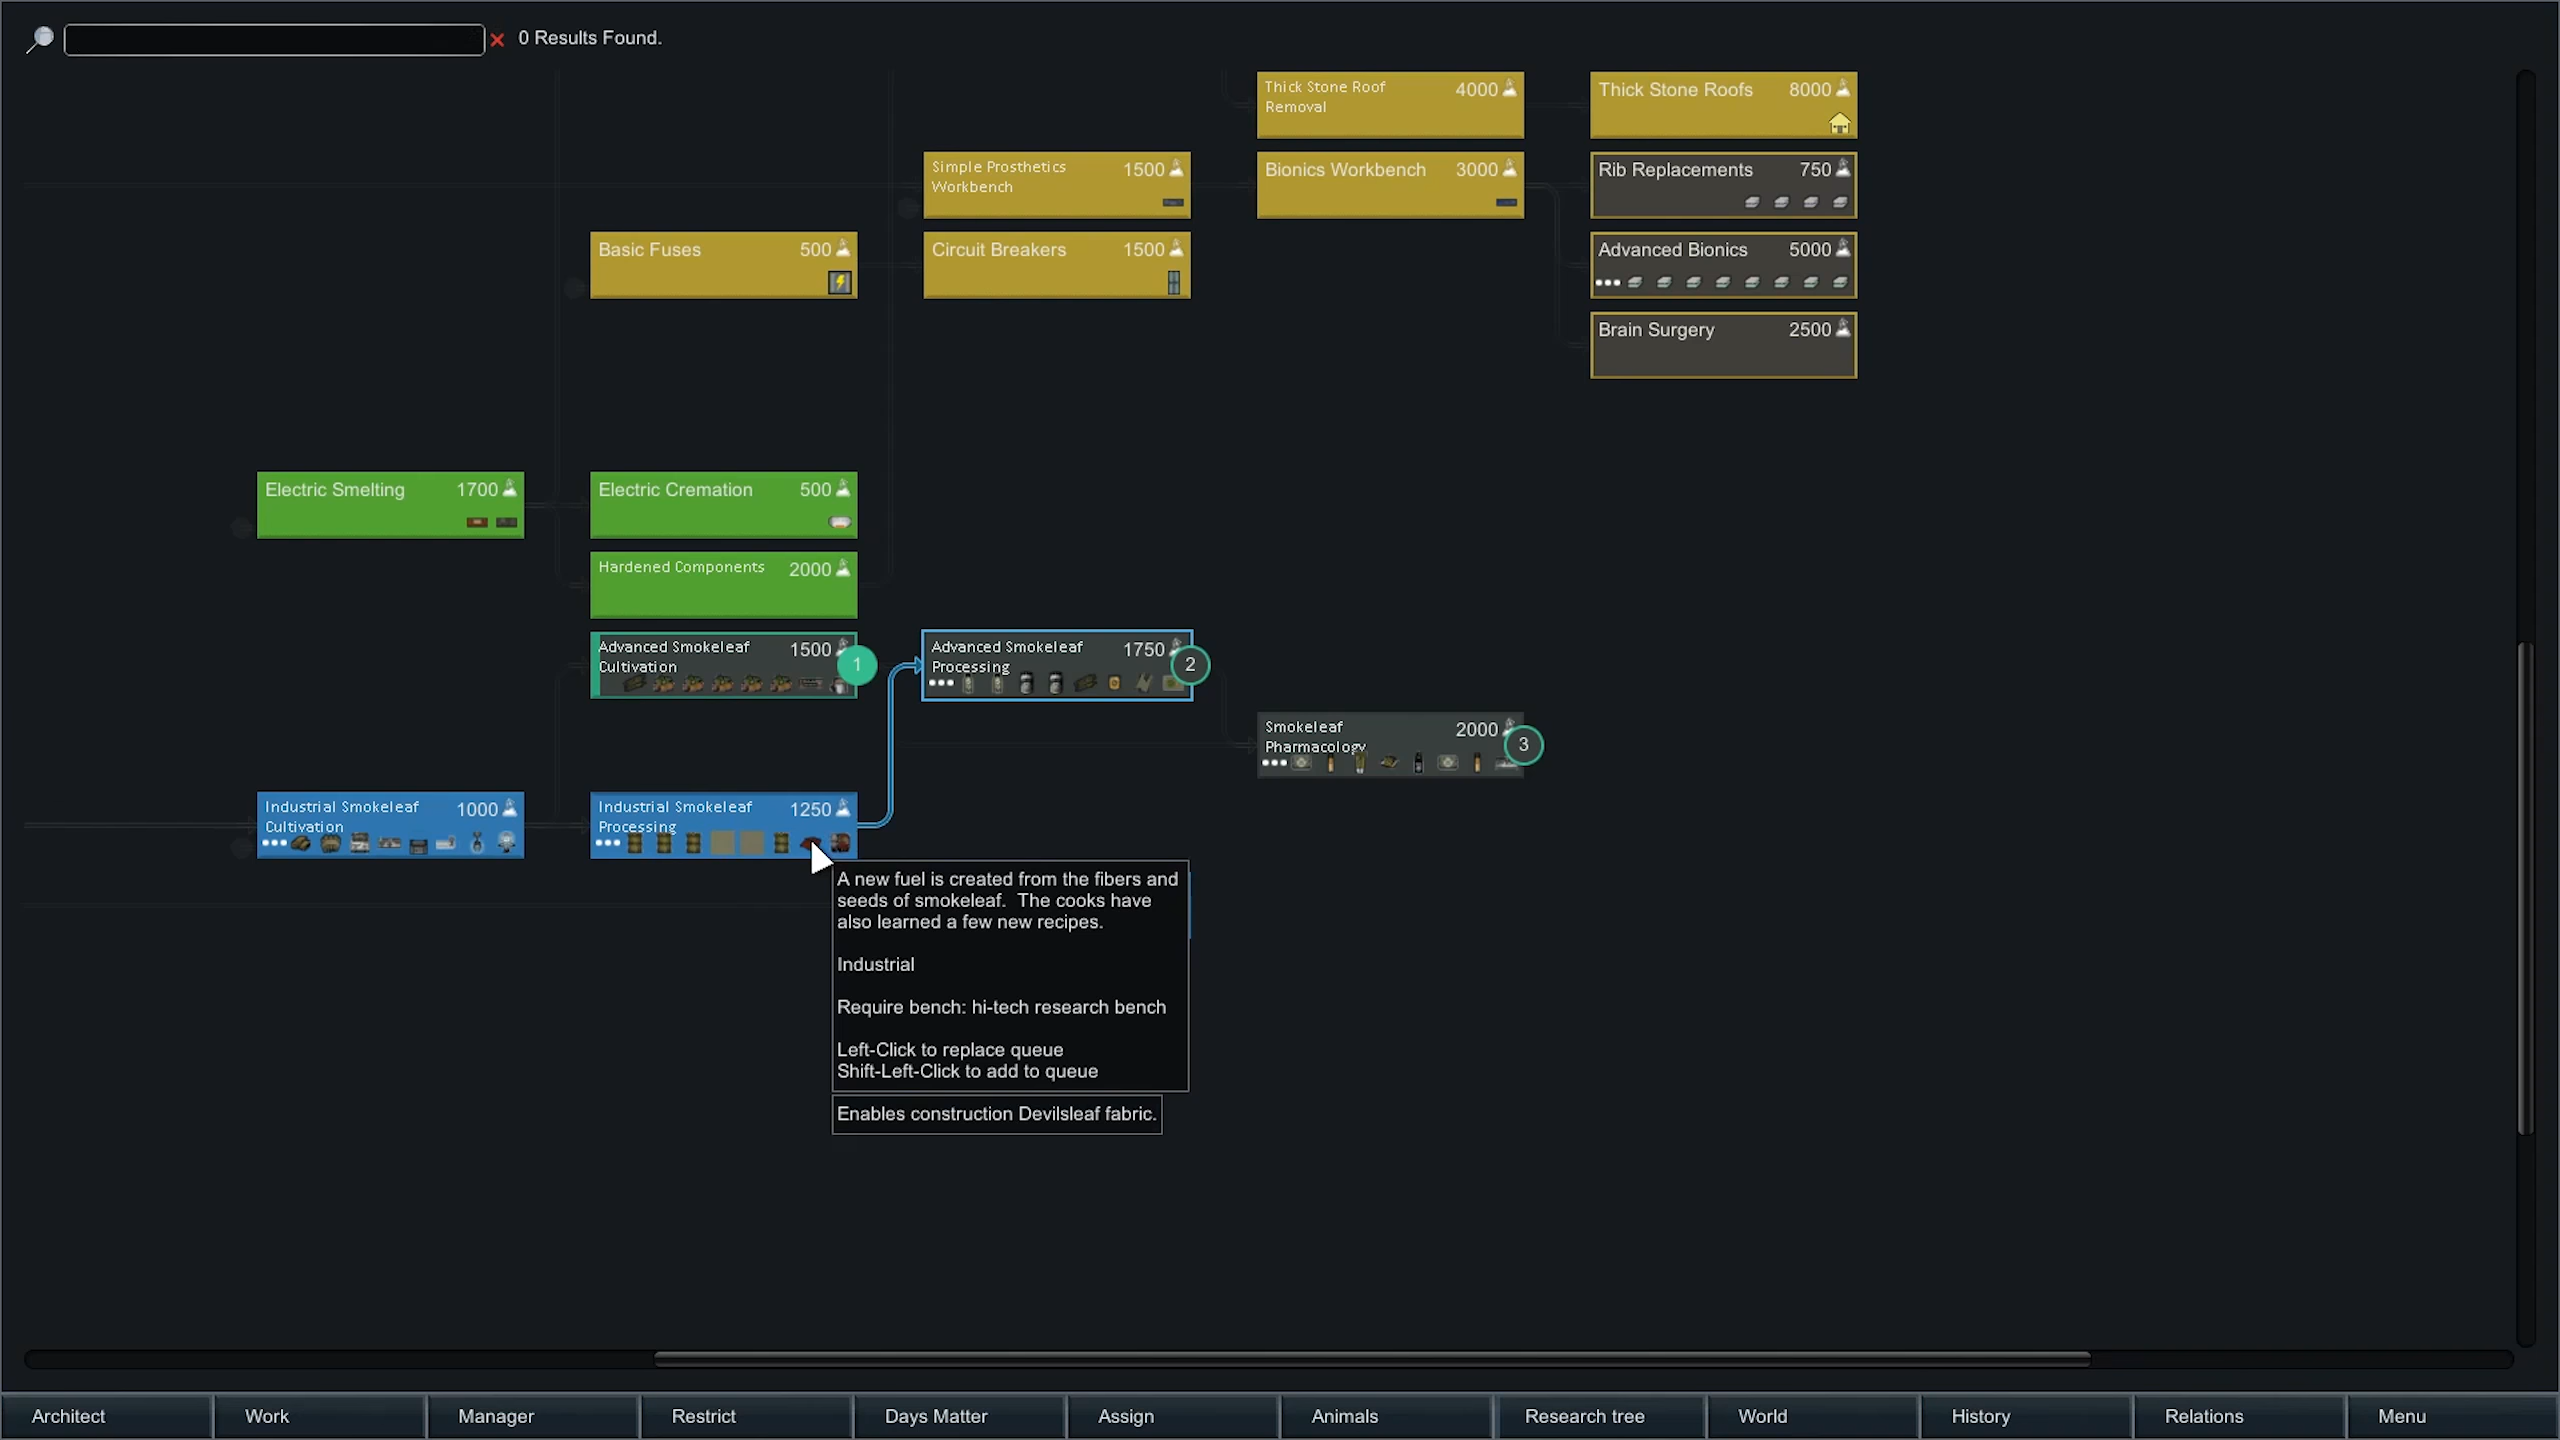 0 Results Found.
Thick Stone Roof
Removal
4000
Thick Stone Roofs
8000
Simple Prosthetics
Workbench
1500
Bionics Workbench
3000
Rib Replacements
750
Basic Fuses
500
Circuit Breakers
1500
Advanced Bionics
5000
Brain Surgery
2500
Electric Smelting
1700
Electric Cremation
500
Hardened Components
2000
Advanced Smokeleaf
Cultivation
1500
1
Advanced Smokeleaf
Processing
1750
2
Smokeleaf
Pharmacology
2000
3
Industrial Smokeleaf
Cultivation
1000
Industrial Smokeleaf
Processing
1250
A new fuel is created from the fibers and
seeds of smokeleaf.  The cooks have
also learned a few new recipes.
Industrial
Require bench: hi-tech research bench
Left-Click to replace queue
Shift-Left-Click to add to queue
Enables construction Devilsleaf fabric.
Architect
Work
Manager
Restrict
Days Matter
Assign
Animals
Research tree
World
History
Relations
Menu